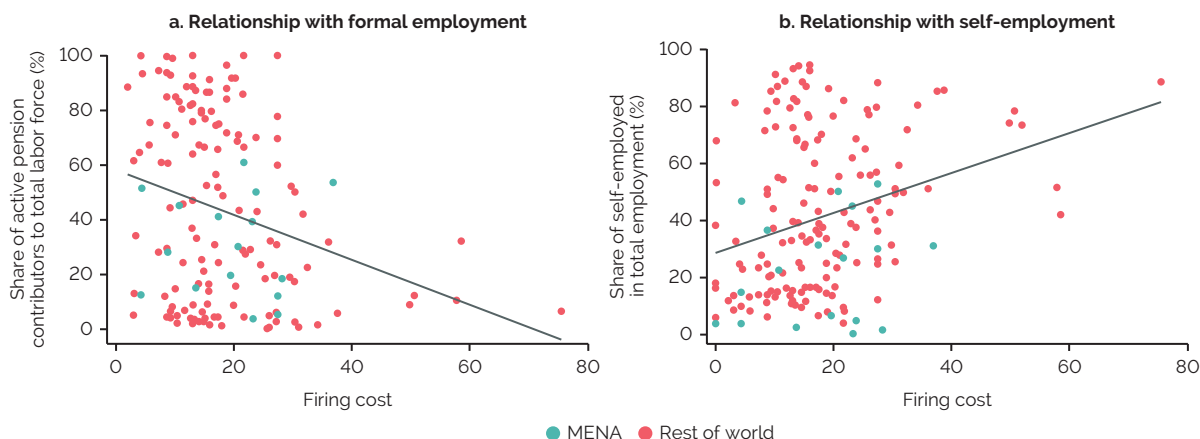 a. Relationship with formal employment
Share of active pension
contributors to total labor force (%)
100
80
60
40
20
0
0 20 40 60 80
Firing cost
b. Relationship with self-employment
Share of self-employed
in total employment (%)
100
80
60
40
20
0
0 20 40 60 80
Firing cost
MENA Rest of world